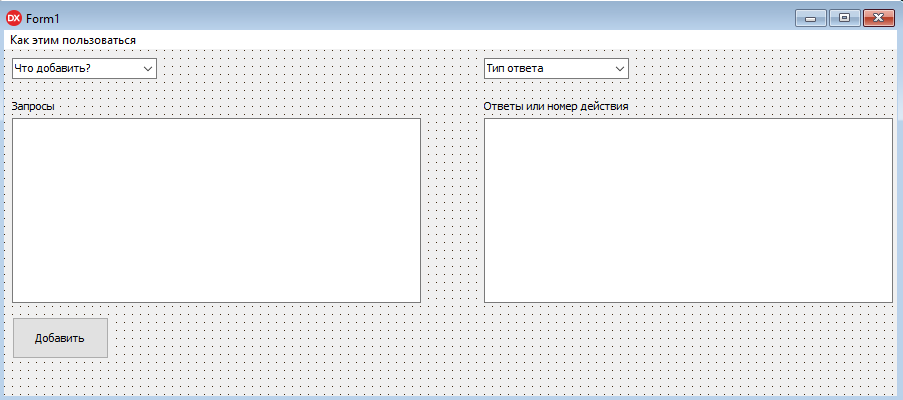 DX Form1
Как этим пользоваться
Что добавить? Тип ответа
Запросы Ответы или номер действия
Добавить